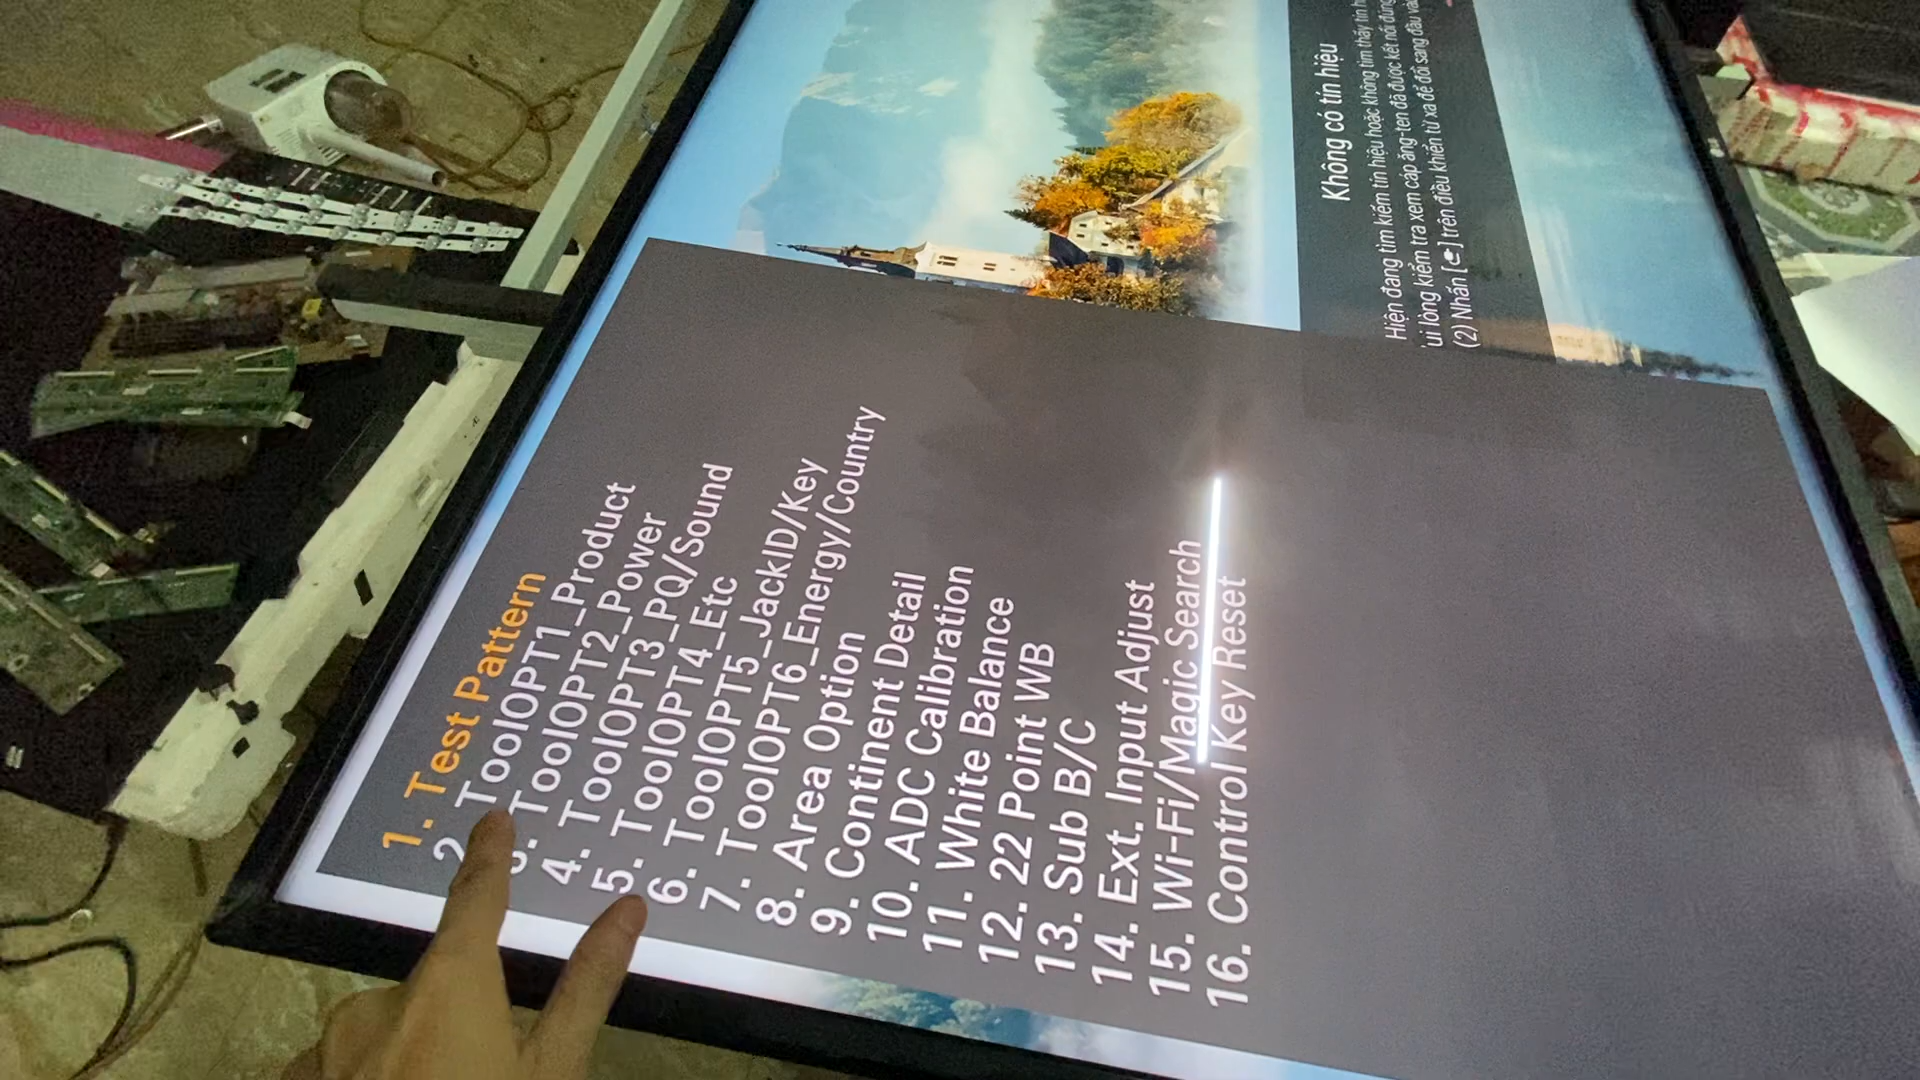 1. Test Pattern
2. ToolOPT1_Product
3. ToolOPT2_Power
4. ToolOPT3_PQ/Sound
5. ToolOPT4_Etc
6. ToolOPT5_JackID/Key
7. ToolOPT6_Energy/Country
8. Area Option
9. Continent Detail
10. ADC Calibration
11. White Balance
12. 22 Point WB
13. Sub B/C
14. Ext. Input Adjust
15. Wi-Fi/Magic Search
16. Control Key Reset
Không có tín hiệu
Hiện đang tìm kiếm tín hiệu hoặc không tìm thấy tín
ui lòng kiểm tra xem cáp ăng-ten đã được kết nối đúng
(2) Nhấn [ ] trên điều khiển từ xa để đổi sang đầu